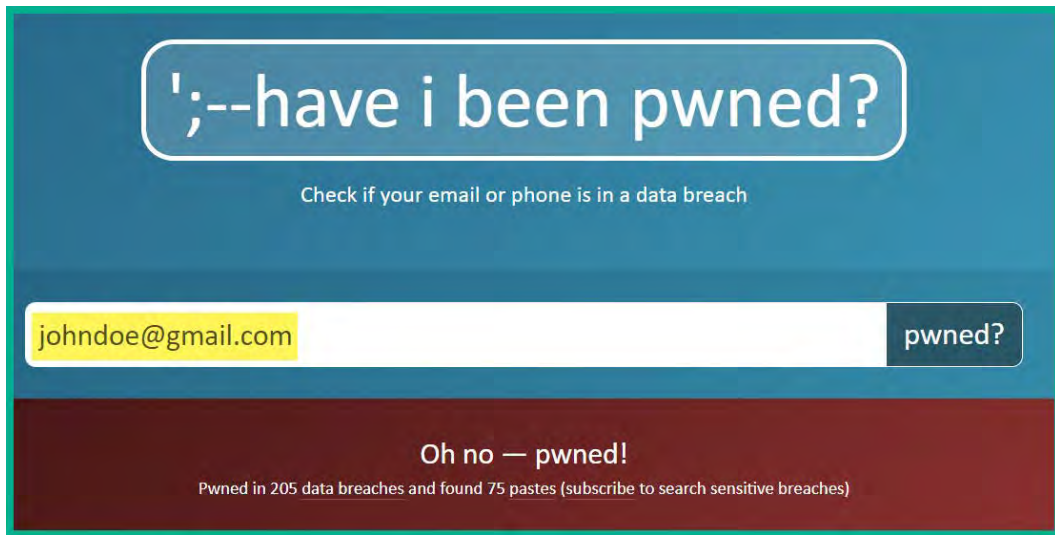 ';--have i been pwned?
Check if your email or phone is in a data breach
johndoe@gmail.com
pwned?
Oh no — pwned!
Pwned in 205 data breaches and found 75 pastes (subscribe to search sensitive breaches)